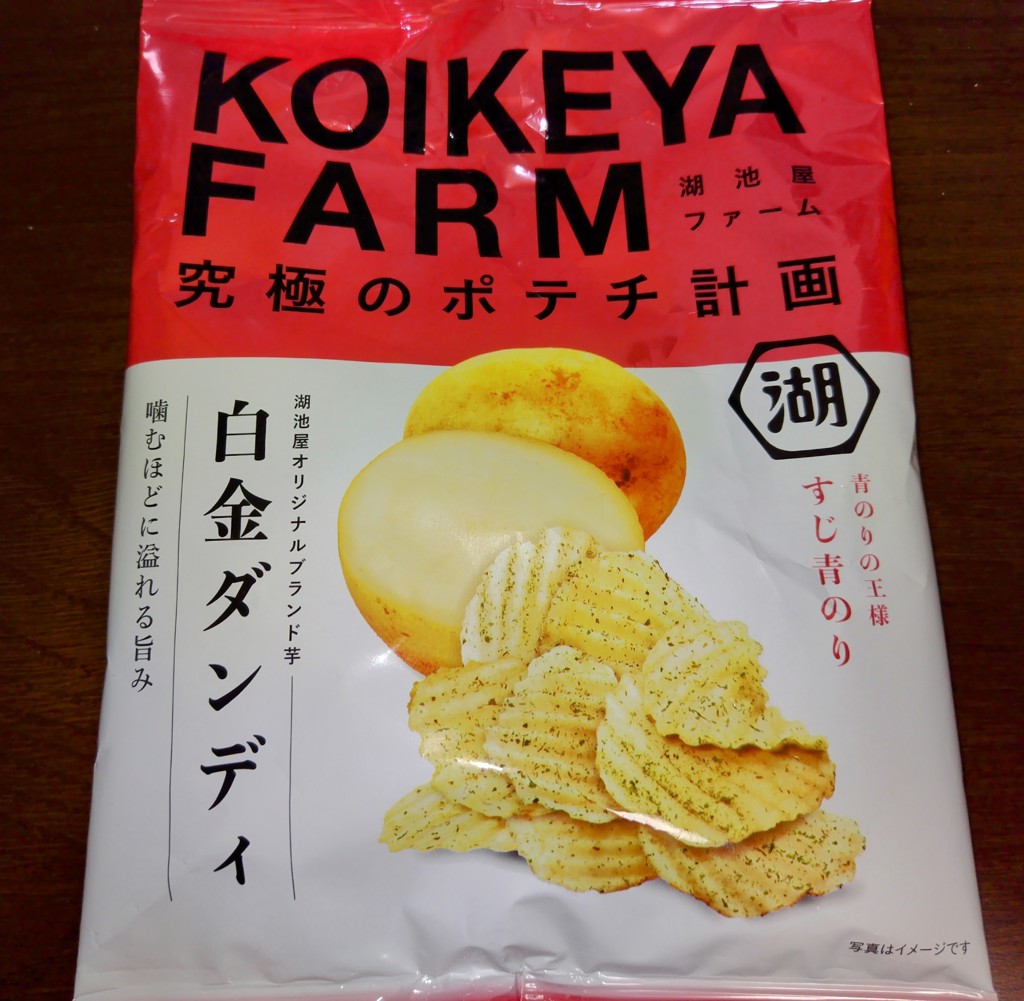 KOIKEYA
FARM
湖池屋
ファーム
究極のポテチ計画
湖
青のりの王様
すじ青のり
湖池屋オリジナルブランド芋
白金ダンディ
噛むほどに溢れる旨み
写真はイメージです